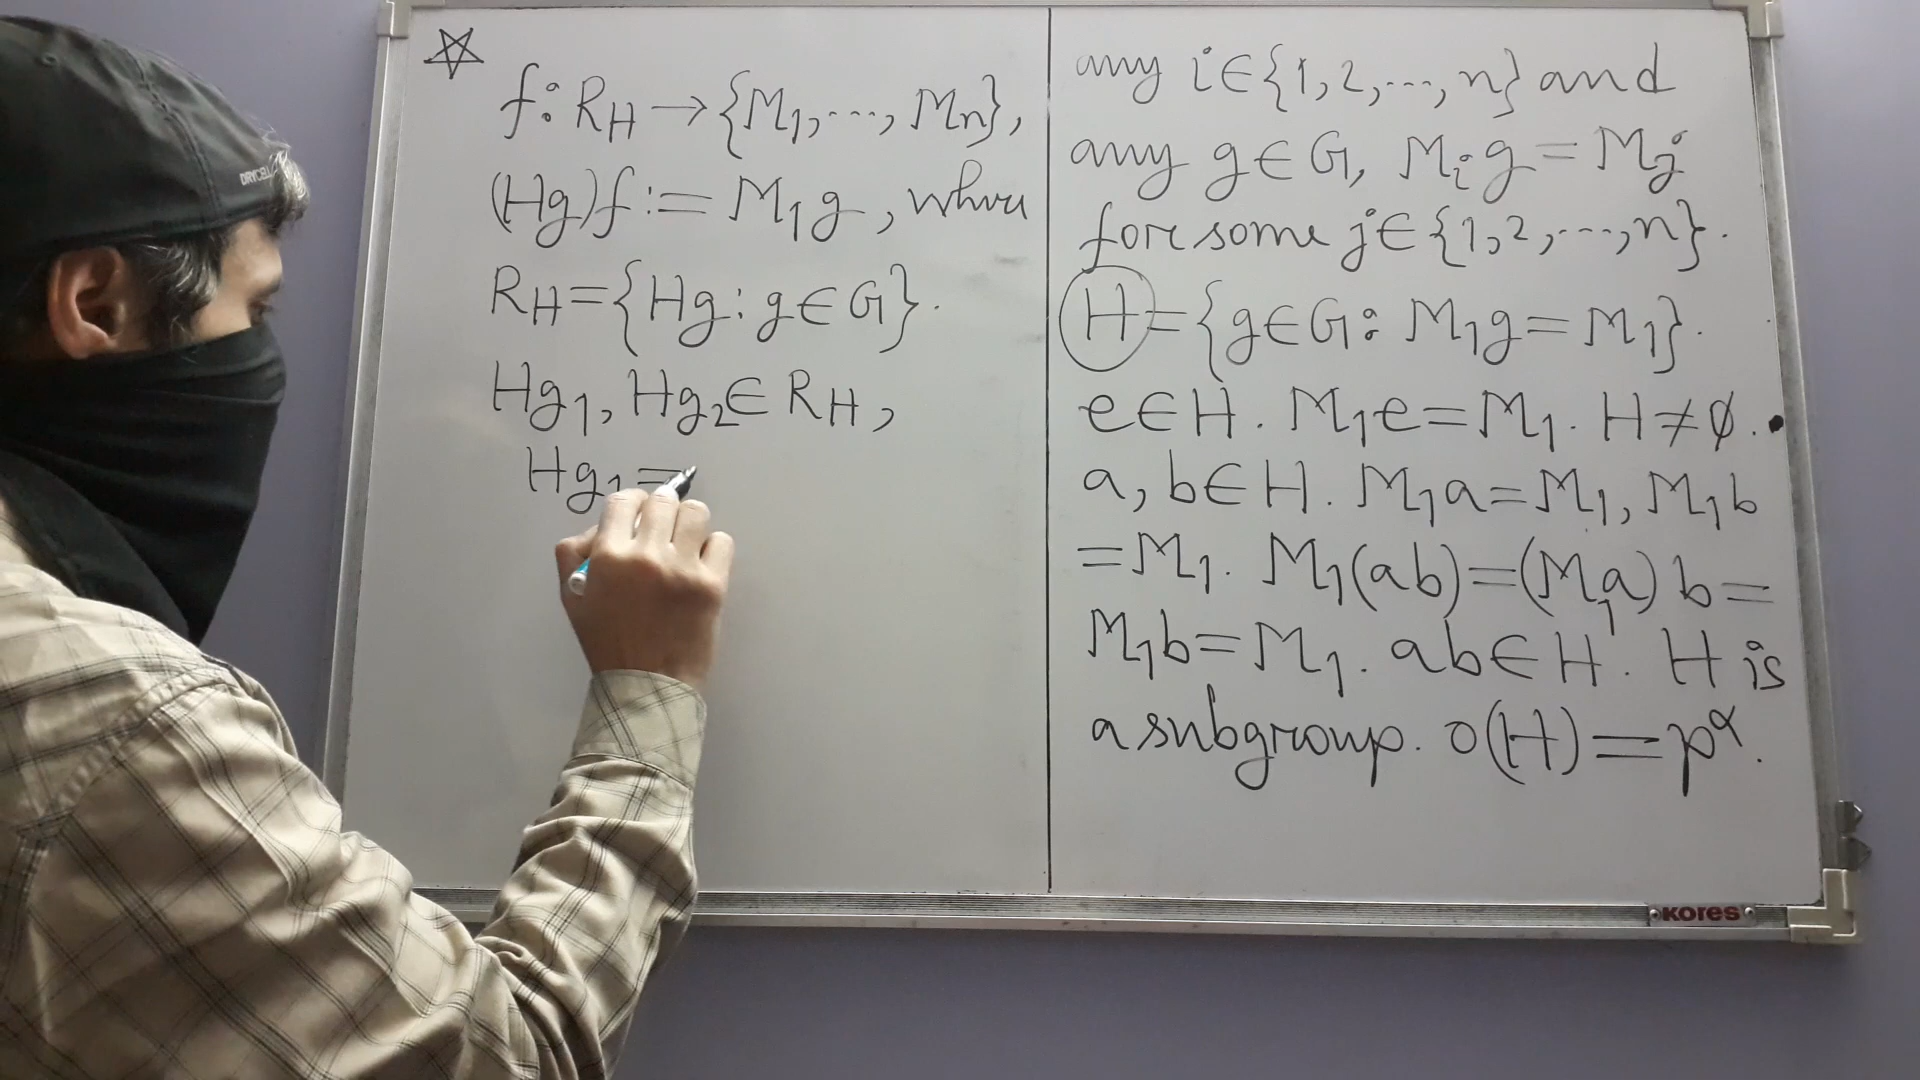 f: R_H → {M_1, ..., M_n},
(Hg)f := M_1g, where
R_H = {Hg : g ∈ G}.
Hg_1, Hg_2 ∈ R_H,
Hg_1 =
any i ∈ {1, 2, ..., n} and
any g ∈ G, M_i g = M_j
for some j ∈ {1, 2, ..., n}.
H = {g ∈ G : M_1g = M_1}.
e ∈ H. M_1e = M_1. H ≠ ∅.
a, b ∈ H. M_1a = M_1, M_1b
= M_1. M_1(ab) = (M_1a) b =
M_1b = M_1. ab ∈ H. H is
a subgroup. o(H) = p^α.
kores